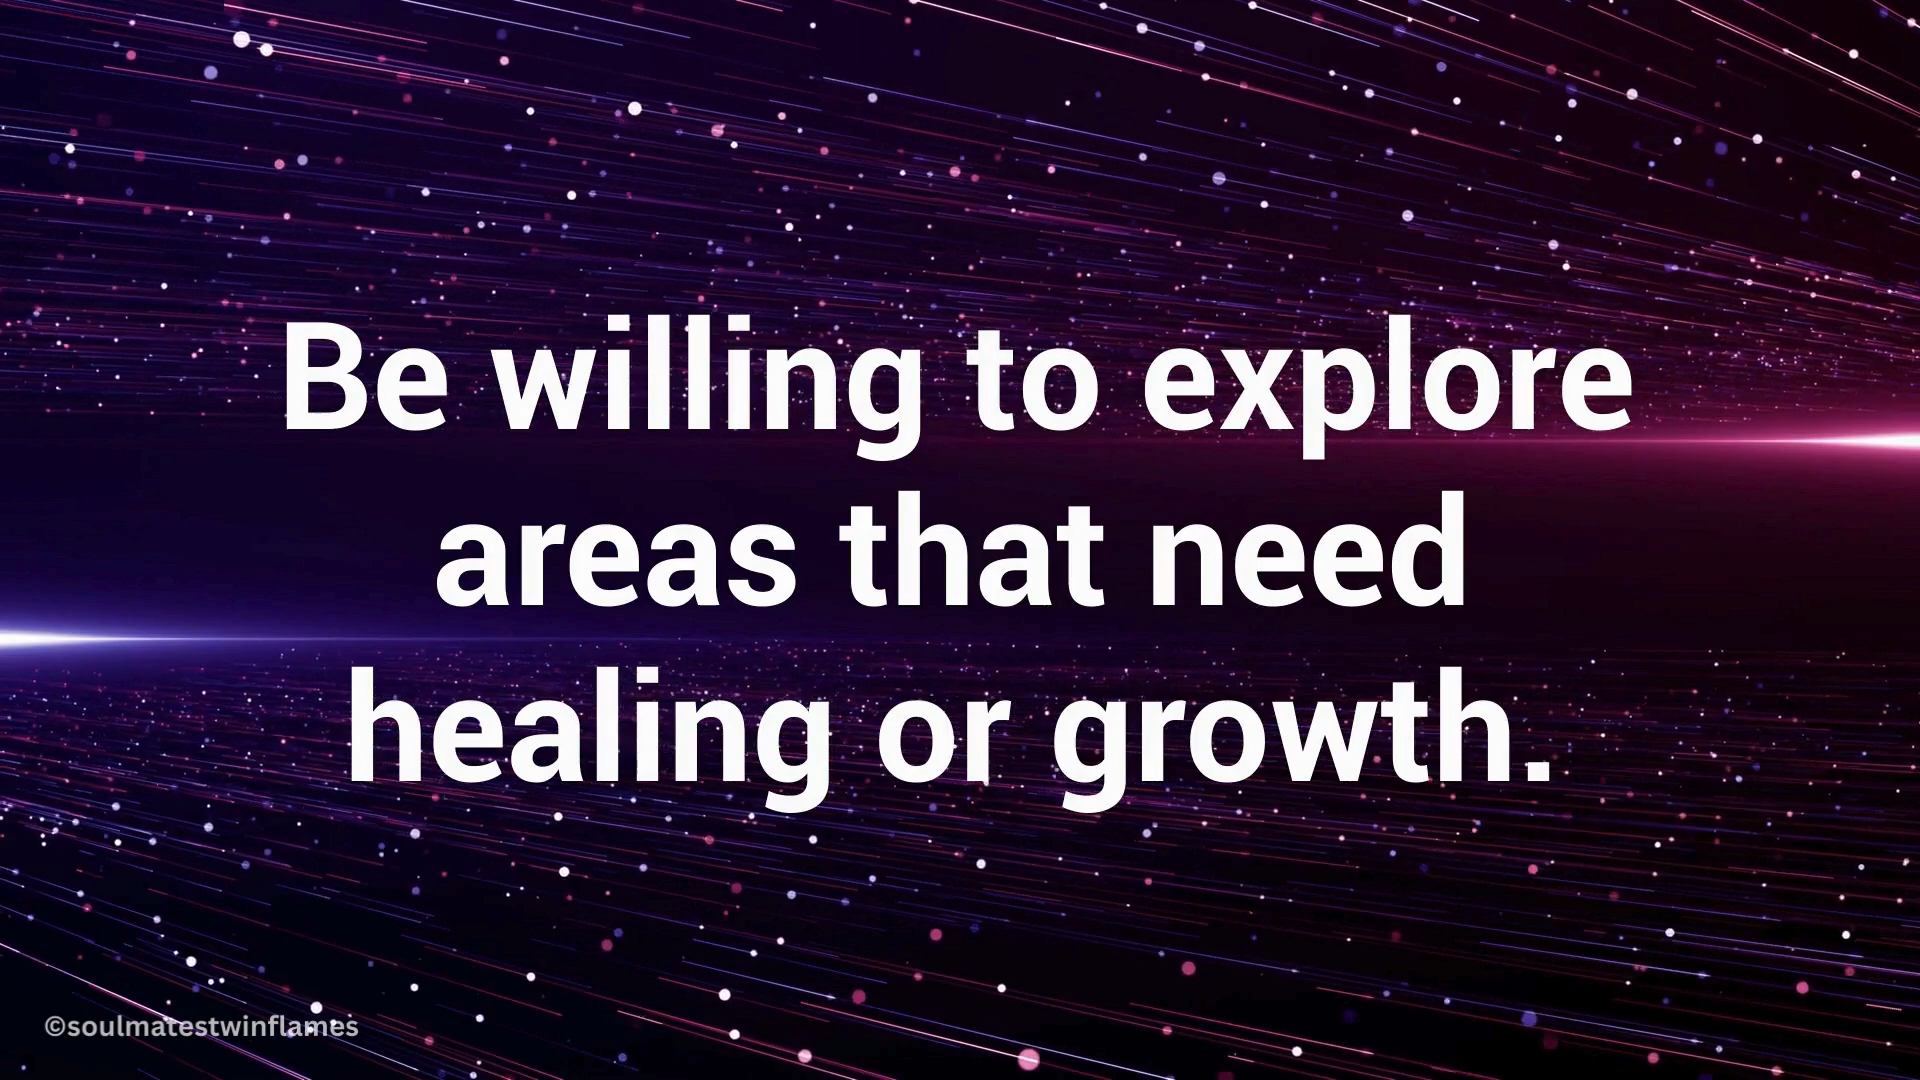 Be willing to explore
areas that need
healing or growth.
©soulmatestwinflames